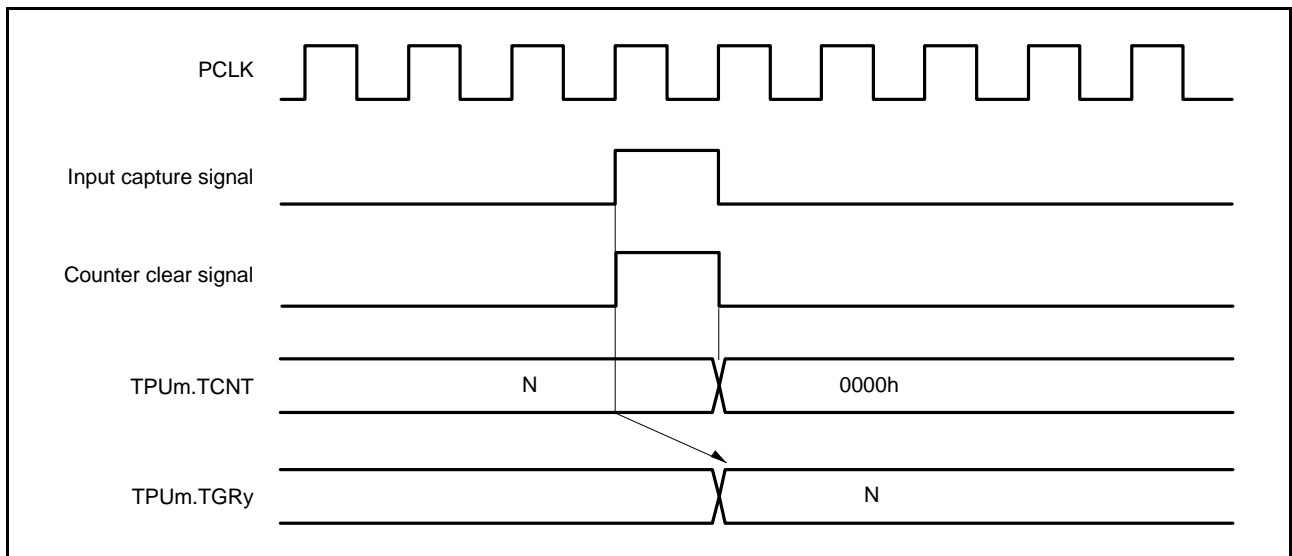 PCLK
Input capture signal
Counter clear signal
TPUm.TCNT
N
0000h
TPUm.TGRy
N